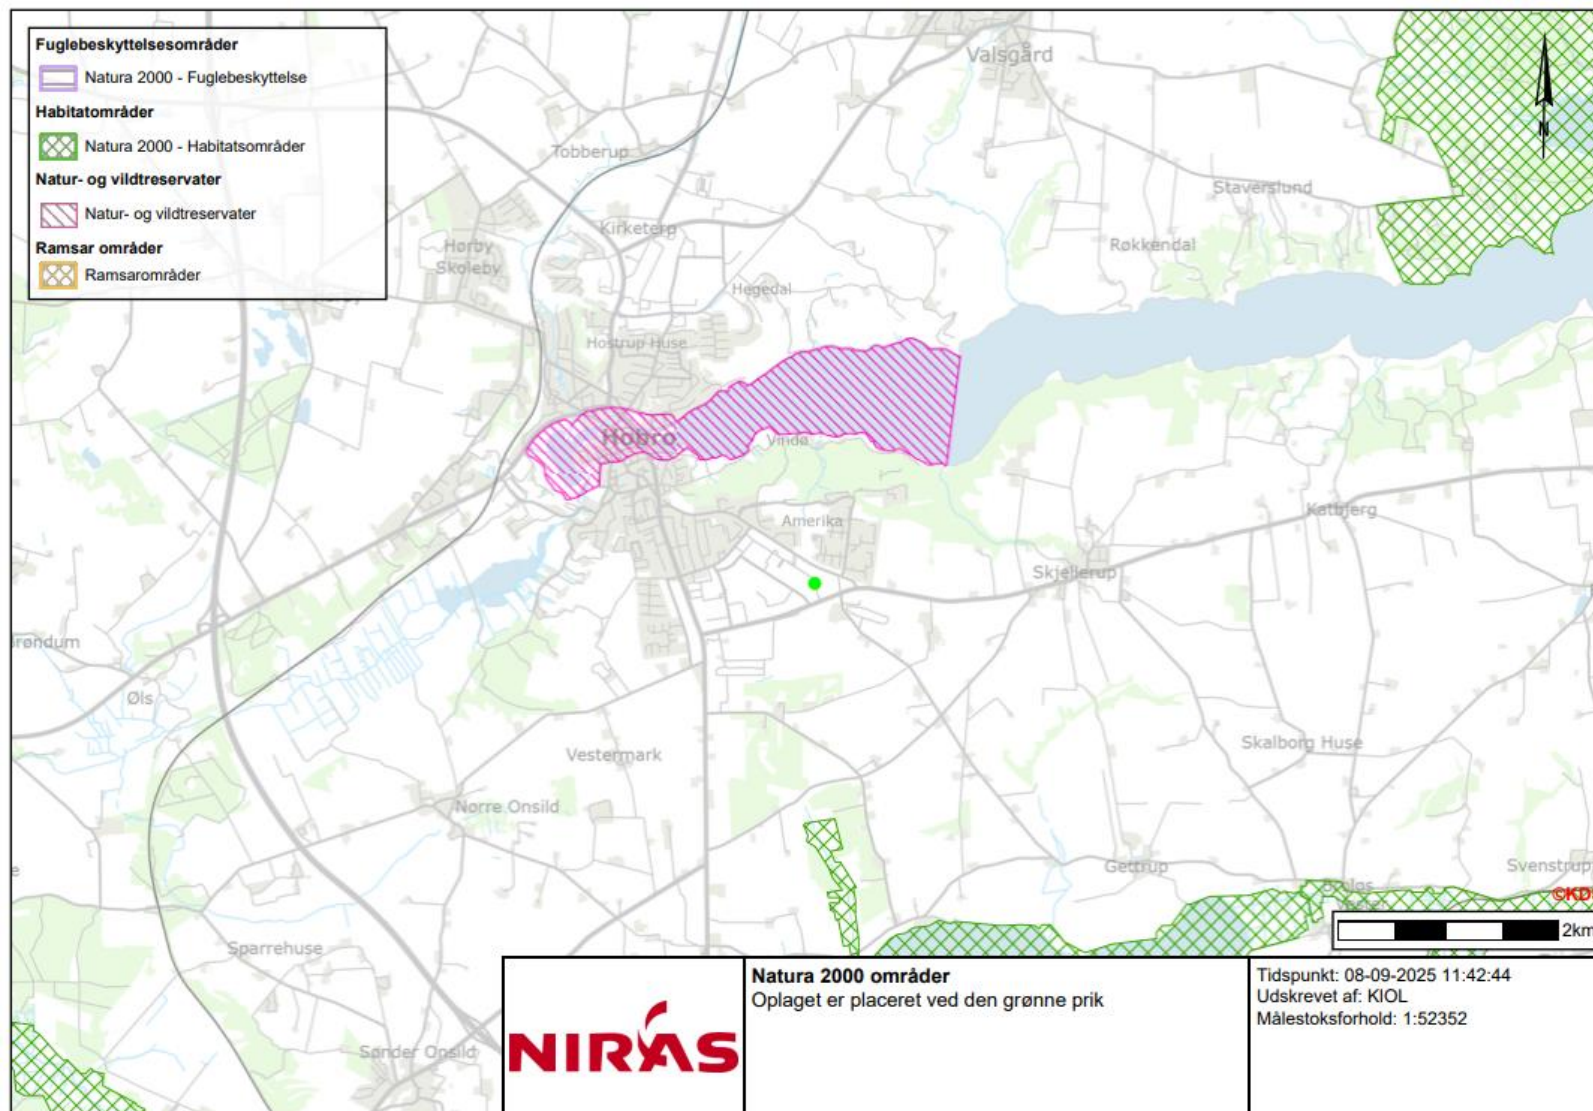 Fuglebeskyttelsesområder
Natura 2000 - Fuglebeskyttelse
Habitatområder
Natura 2000 - Habitatsområder
Natur- og vildtreservater
Natur- og vildtreservater
Ramsar områder
Ramsarområder
Valsgård
N
Tobberup
Staverslund
Kirketerp
Hørby
Skoleby
Røkkendal
Hegedal
Hostrup Huse
Hobro
Vindø
Katbjerg
Amerika
Skjellerup
Øls
Skalborg Huse
Vestermark
Nørre Onsild
Gettrup
Svenstrup
©KD
2km
Sparrehuse
Sønder Onsild
NIRAS
Natura 2000 områder
Oplaget er placeret ved den grønne prik
Tidspunkt: 08-09-2025 11:42:44
Udskrevet af: KIOL
Målestoksforhold: 1:52352